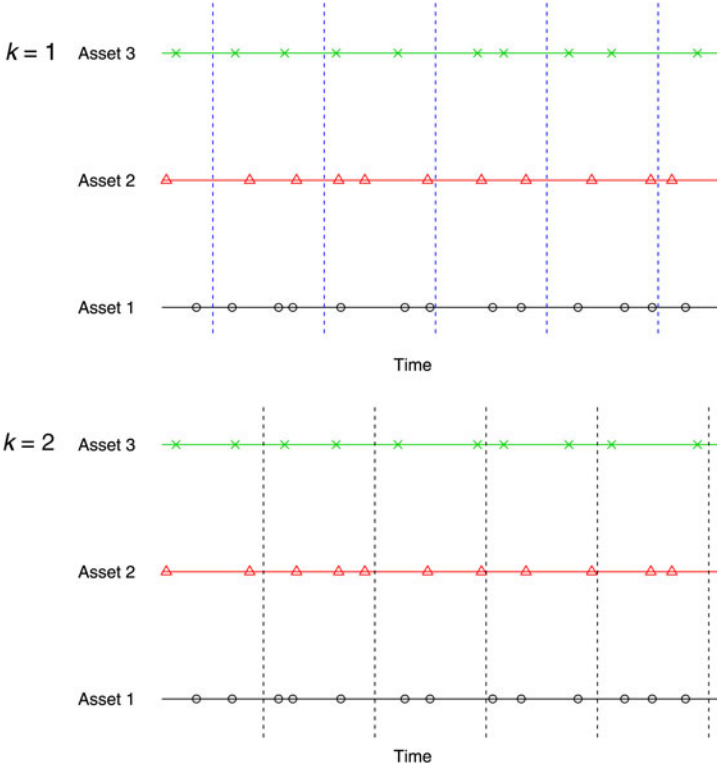 k = 1
Asset 3
Asset 2
Asset 1
Time
k = 2
Asset 3
Asset 2
Asset 1
Time